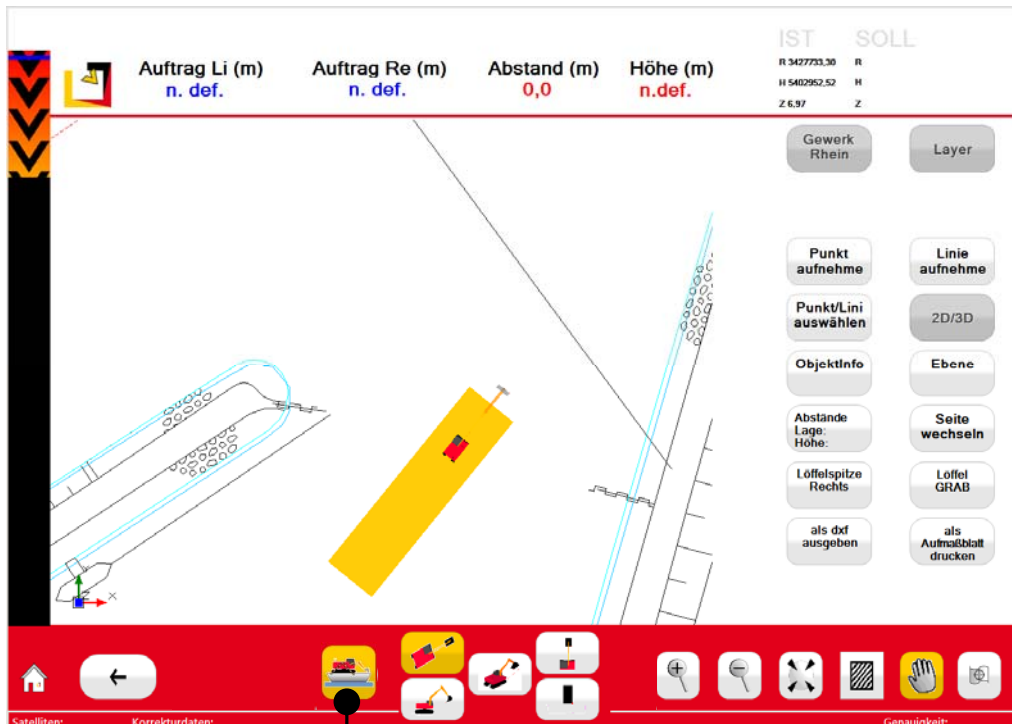 IST SOLL
Auftrag Li (m) Auftrag Re (m) Abstand (m) Höhe (m)
n. def. n. def. 0,0 n.def.
R 3427733,30 R
H 5402952,52 H
Z 6,97 Z
Gewerk
Rhein
Layer
Punkt
aufnehme
Linie
aufnehme
Punkt/Lini
auswählen
2D/3D
ObjektInfo
Ebene
Abstände
Lage:
Höhe:
Seite
wechseln
Löffelspitze
Rechts
Löffel
GRAB
als dxf
ausgeben
als
Aufmaßblatt
drucken
X
Satelliten: Korrekturdaten: Genauigkeit: